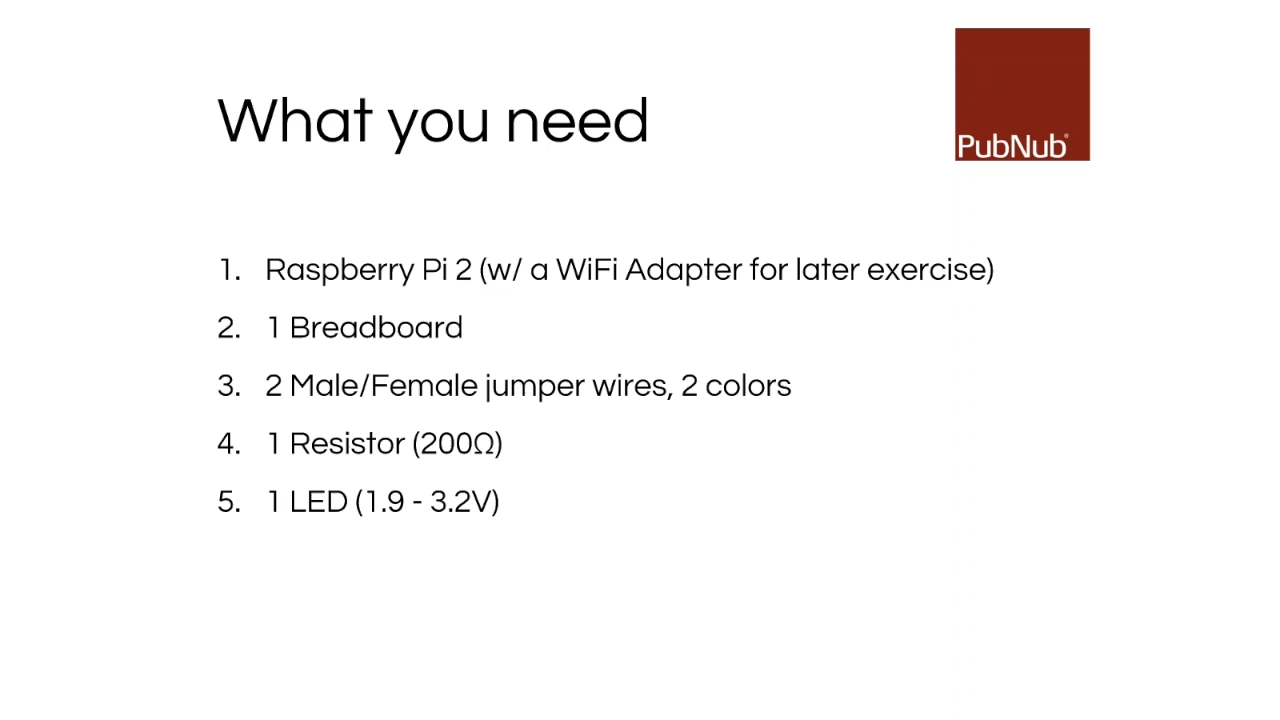 What you need
PubNub®
1. Raspberry Pi 2 (w/ a WiFi Adapter for later exercise)
2. 1 Breadboard
3. 2 Male/Female jumper wires, 2 colors
4. 1 Resistor (200Ω)
5. 1 LED (1.9 - 3.2V)